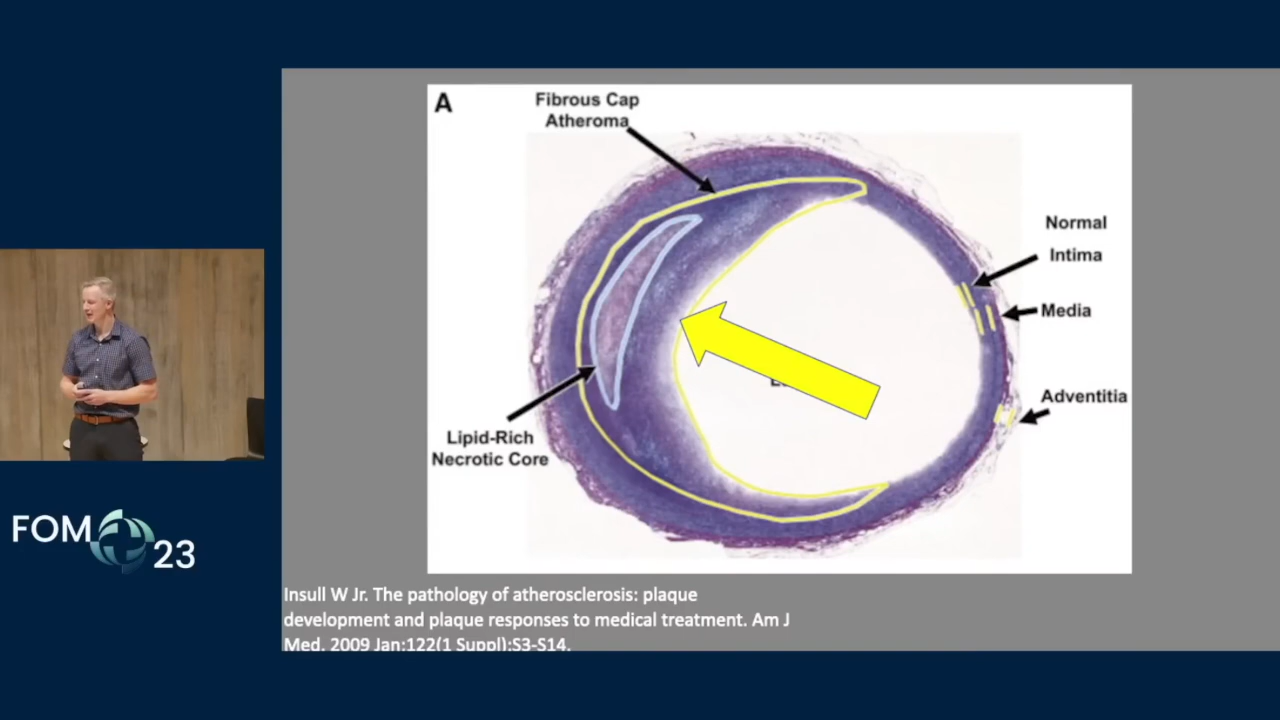 A
Fibrous Cap
Atheroma
Normal
Intima
Media
Adventitia
Lipid-Rich
Necrotic Core
FOM 23
Insull W Jr. The pathology of atherosclerosis: plaque
development and plaque responses to medical treatment. Am J
Med. 2009 Jan;122(1 Suppl):S3-S14.